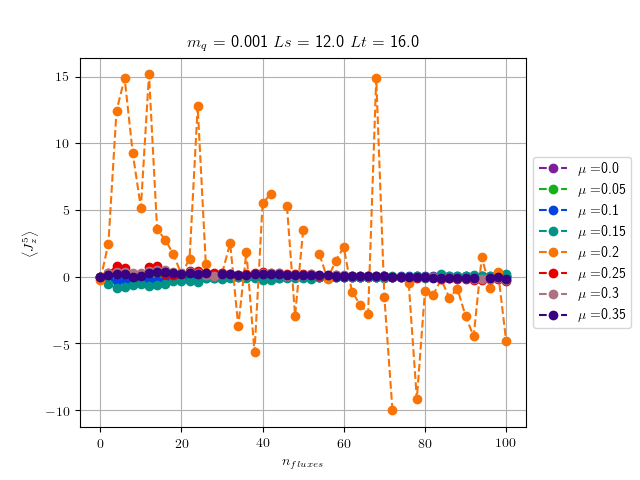 m_q = 0.001 Ls = 12.0 Lt = 16.0
⟨J_z^5⟩
15
10
5
0
−5
−10
0 20 40 60 80 100
n_{fluxes}
μ =0.0
μ =0.05
μ =0.1
μ =0.15
μ =0.2
μ =0.25
μ =0.3
μ =0.35